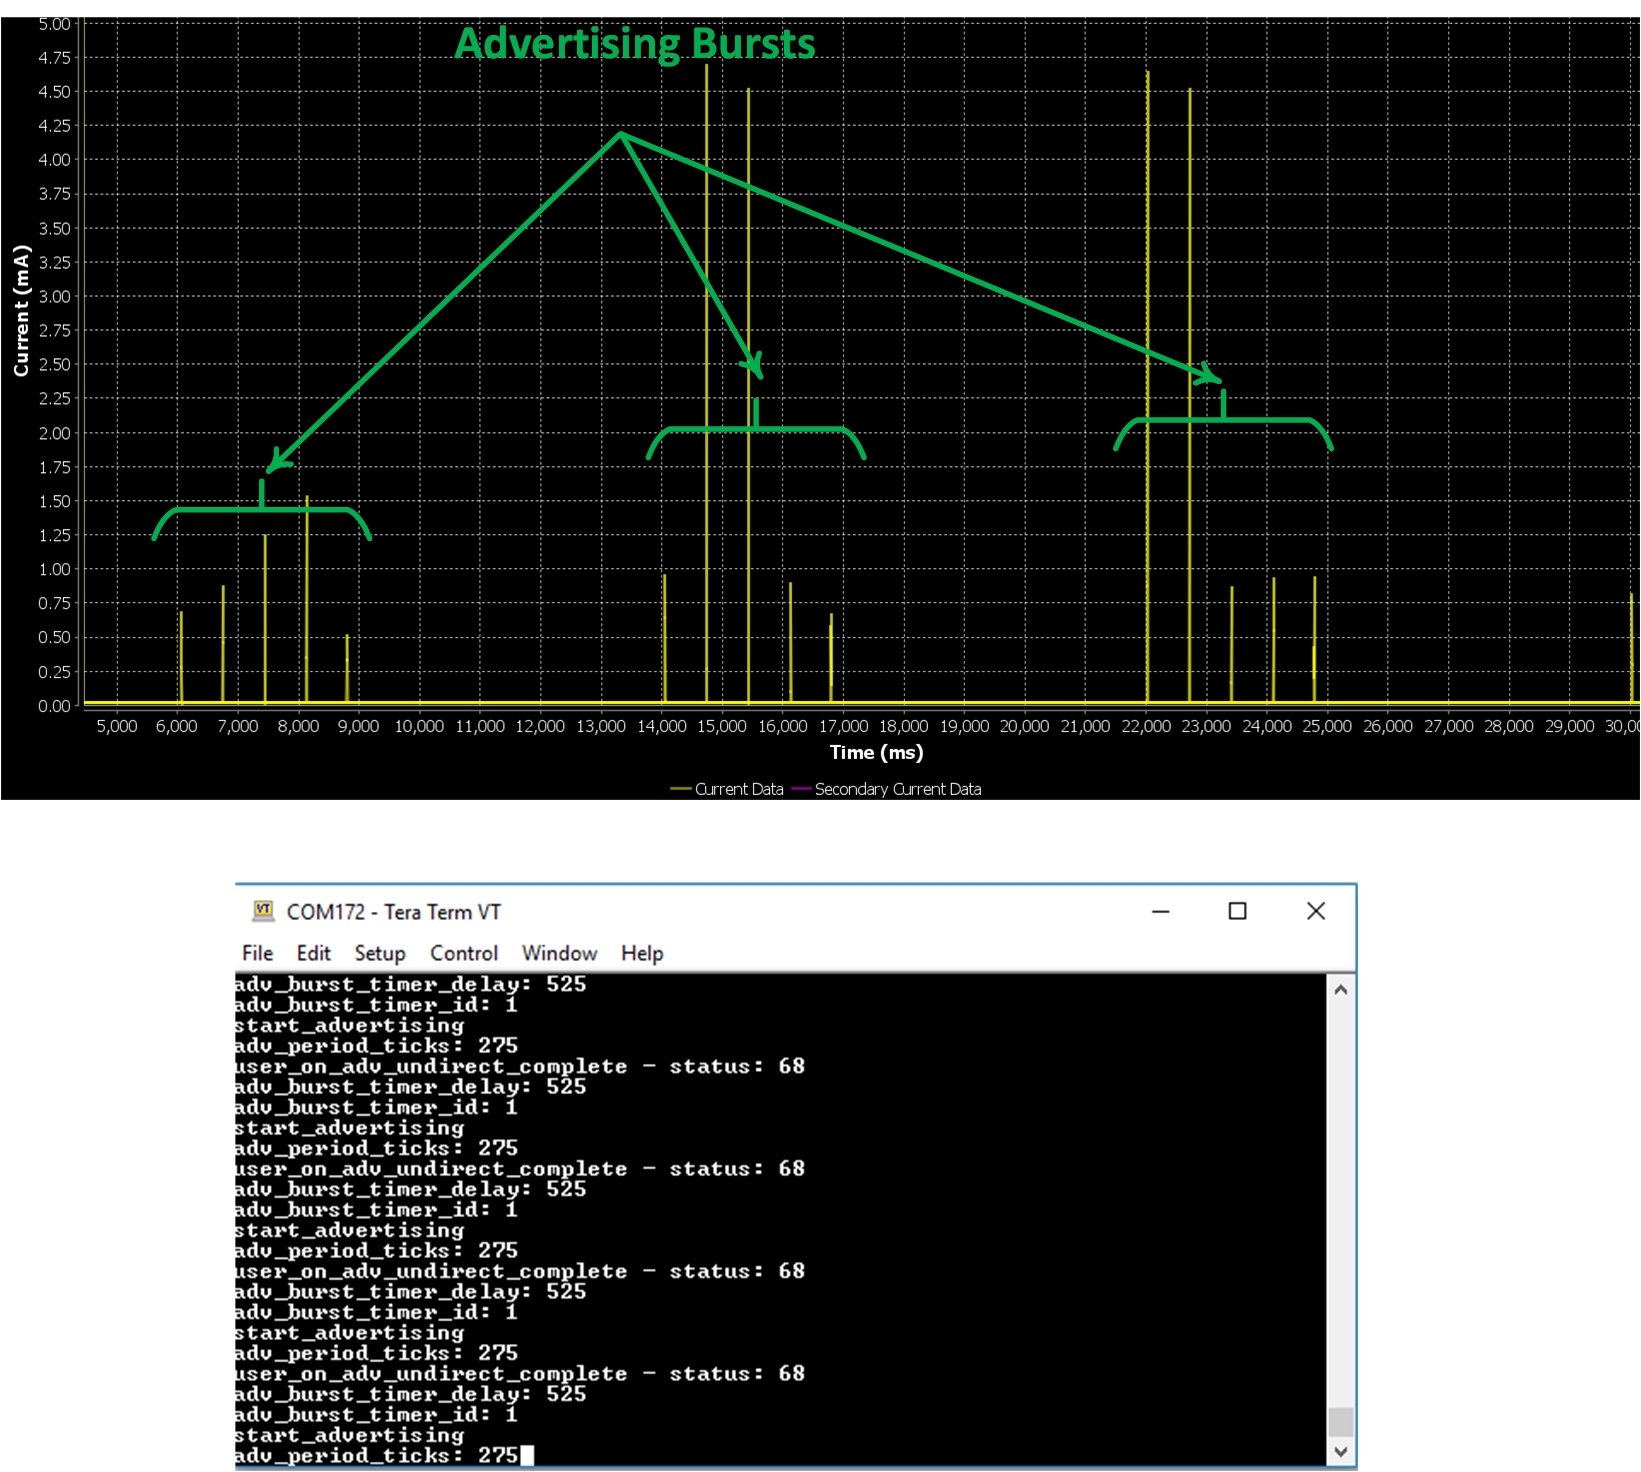 Advertising Bursts
5.00
4.75
4.50
4.25
4.00
3.75
3.50
3.25
3.00
2.75
2.50
2.25
2.00
1.75
1.50
1.25
1.00
0.75
0.50
0.25
0.00
Current (mA)
5,000 6,000 7,000 8,000 9,000 10,000 11,000 12,000 13,000 14,000 15,000 16,000 17,000 18,000 19,000 20,000 21,000 22,000 23,000 24,000 25,000 26,000 27,000 28,000 29,000 30,00
Time (ms)
Current Data Secondary Current Data
COM172 - Tera Term VT
File Edit Setup Control Window Help
adv_burst_timer_delay: 525
adv_burst_timer_id: 1
start_advertising
adv_period_ticks: 275
user_on_adv_undirect_complete - status: 68
adv_burst_timer_delay: 525
adv_burst_timer_id: 1
start_advertising
adv_period_ticks: 275
user_on_adv_undirect_complete - status: 68
adv_burst_timer_delay: 525
adv_burst_timer_id: 1
start_advertising
adv_period_ticks: 275
user_on_adv_undirect_complete - status: 68
adv_burst_timer_delay: 525
adv_burst_timer_id: 1
start_advertising
adv_period_ticks: 275
user_on_adv_undirect_complete - status: 68
adv_burst_timer_delay: 525
adv_burst_timer_id: 1
start_advertising
adv_period_ticks: 275